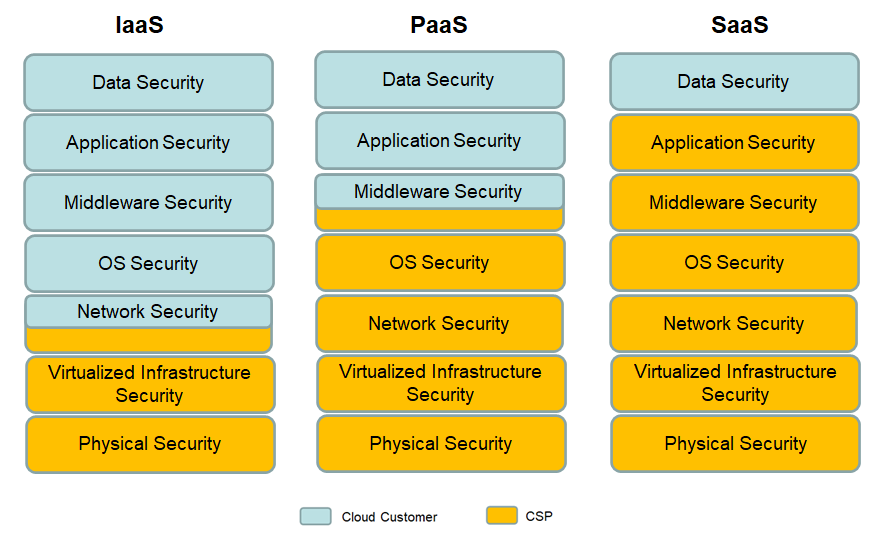 IaaS
PaaS
SaaS
Data Security
Data Security
Data Security
Application Security
Application Security
Application Security
Middleware Security
Middleware Security
Middleware Security
OS Security
OS Security
OS Security
Network Security
Network Security
Network Security
Virtualized Infrastructure
Security
Virtualized Infrastructure
Security
Virtualized Infrastructure
Security
Physical Security
Physical Security
Physical Security
Cloud Customer
CSP